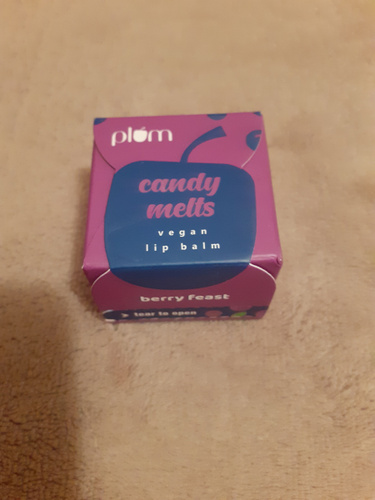 plum
candy
melts
vegan
lip balm
berry feast
tear to open